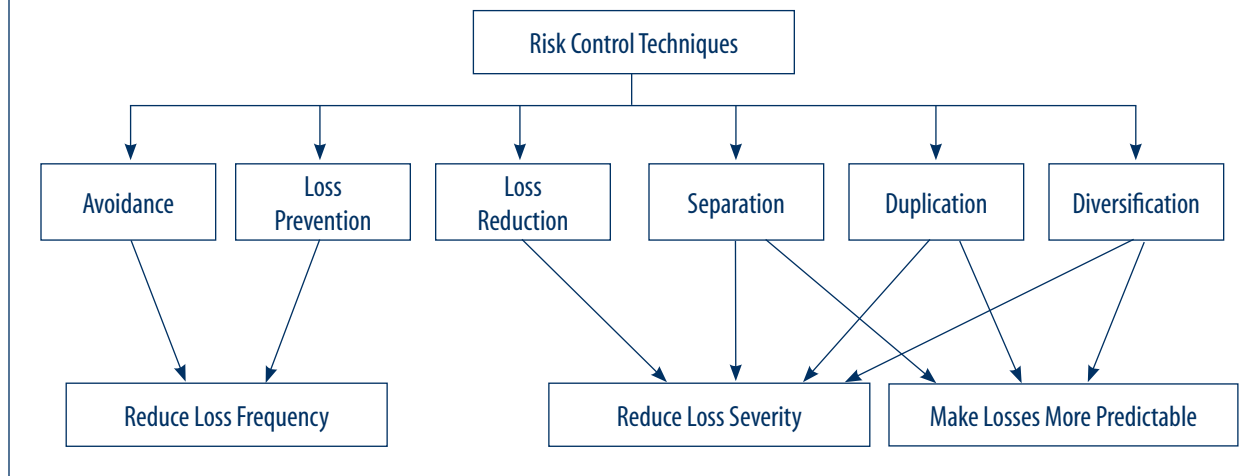 Risk Control Techniques
Avoidance
Loss
Prevention
Loss
Reduction
Separation
Duplication
Diversification
Reduce Loss Frequency
Reduce Loss Severity
Make Losses More Predictable